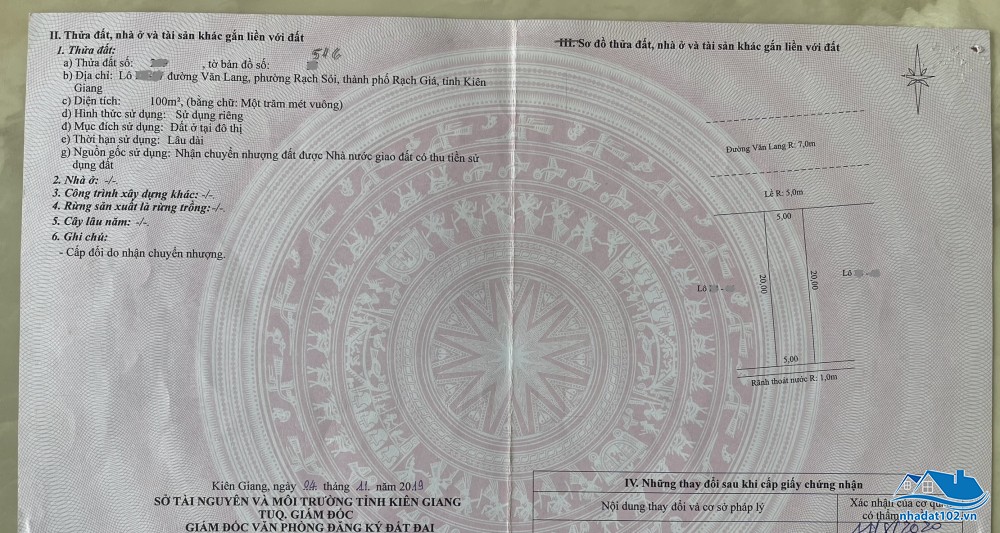 II. Thửa đất, nhà ở và tài sản khác gắn liền với đất
1. Thửa đất:
a) Thửa đất số: , tờ bản đồ số: 546
b) Địa chỉ: Lô đường Văn Lang, phường Rạch Sỏi, thành phố Rạch Giá, tỉnh Kiên
Giang
c) Diện tích: 100m², (bằng chữ: Một trăm mét vuông)
d) Hình thức sử dụng: Sử dụng riêng
đ) Mục đích sử dụng: Đất ở tại đô thị
e) Thời hạn sử dụng: Lâu dài
g) Nguồn gốc sử dụng: Nhận chuyển nhượng đất được Nhà nước giao đất có thu tiền sử
dụng đất
2. Nhà ở: -/-
3. Công trình xây dựng khác: -/-
4. Rừng sản xuất là rừng trồng: -/-.
5. Cây lâu năm: -/-.
6. Ghi chú:
- Cấp đổi do nhận chuyển nhượng.
Kiên Giang, ngày 24 tháng 11 năm 2019
SỞ TÀI NGUYÊN VÀ MÔI TRƯỜNG TỈNH KIÊN GIANG
TUQ. GIÁM ĐỐC
GIÁM ĐỐC VĂN PHÒNG ĐĂNG KÝ ĐẤT ĐAI
III. Sơ đồ thửa đất, nhà ở và tài sản khác gắn liền với đất
Đường Văn Lang R: 7,0m
Lề R: 5,0m
5,00
20,00
20,00
Lô
Lô
5,00
Rãnh thoát nước R: 1,0m
IV. Những thay đổi sau khi cấp giấy chứng nhận
Nội dung thay đổi và cơ sở pháp lý
Xác nhận của cơ
có thẩm
nhadat102.vn